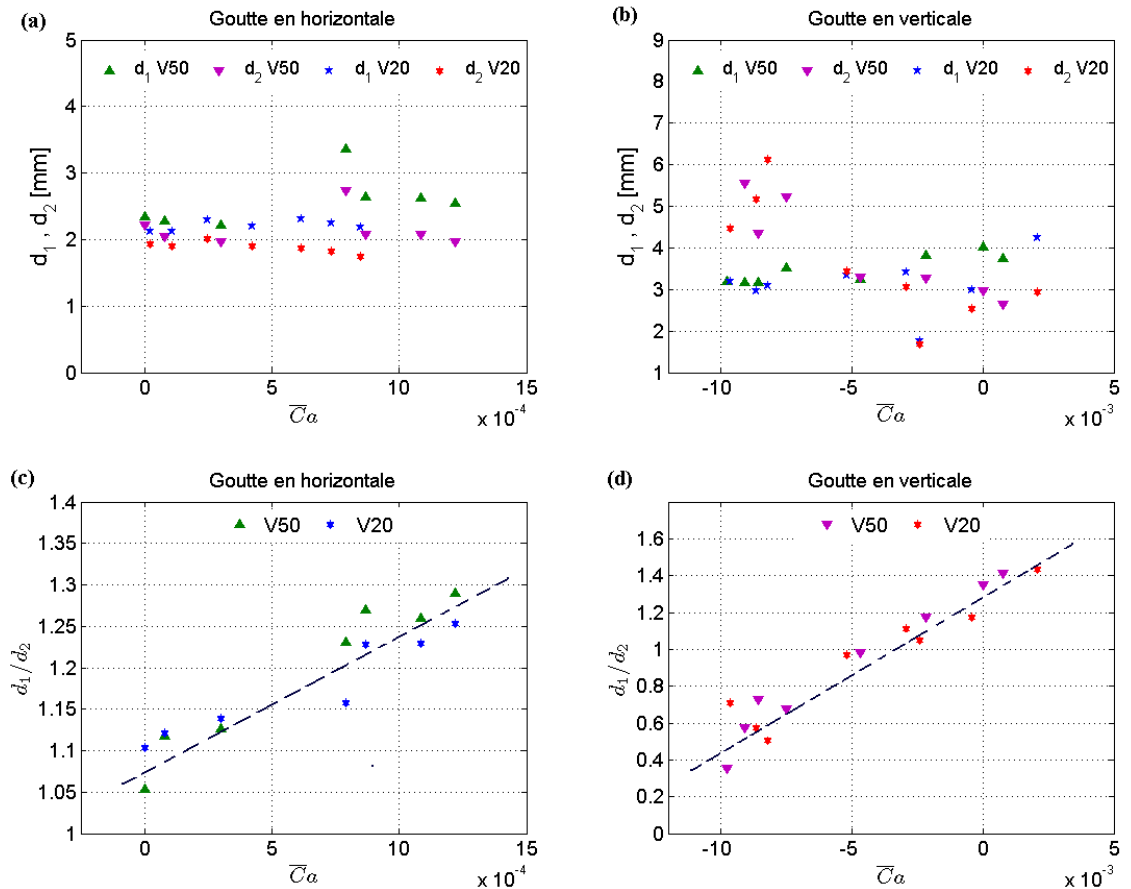 (a) Goutte en horizontale
d₁ V50 d₂ V50 d₁ V20 d₂ V20
5
4
3
2
1
0
d₁ , d₂ [mm]
0 5 10 15
C̅a
x 10⁻⁴
(b) Goutte en verticale
d₁ V50 d₂ V50 d₁ V20 d₂ V20
9
8
7
6
5
4
3
2
1
d₁ , d₂ [mm]
-10 -5 0 5
C̅a
x 10⁻³
(c) Goutte en horizontale
V50 V20
1.4
1.35
1.3
1.25
1.2
1.15
1.1
1.05
1
d₁/d₂
0 5 10 15
C̅a
x 10⁻⁴
(d) Goutte en verticale
V50 V20
1.6
1.4
1.2
1
0.8
0.6
0.4
0.2
0
d₁/d₂
-10 -5 0 5
C̅a
x 10⁻³